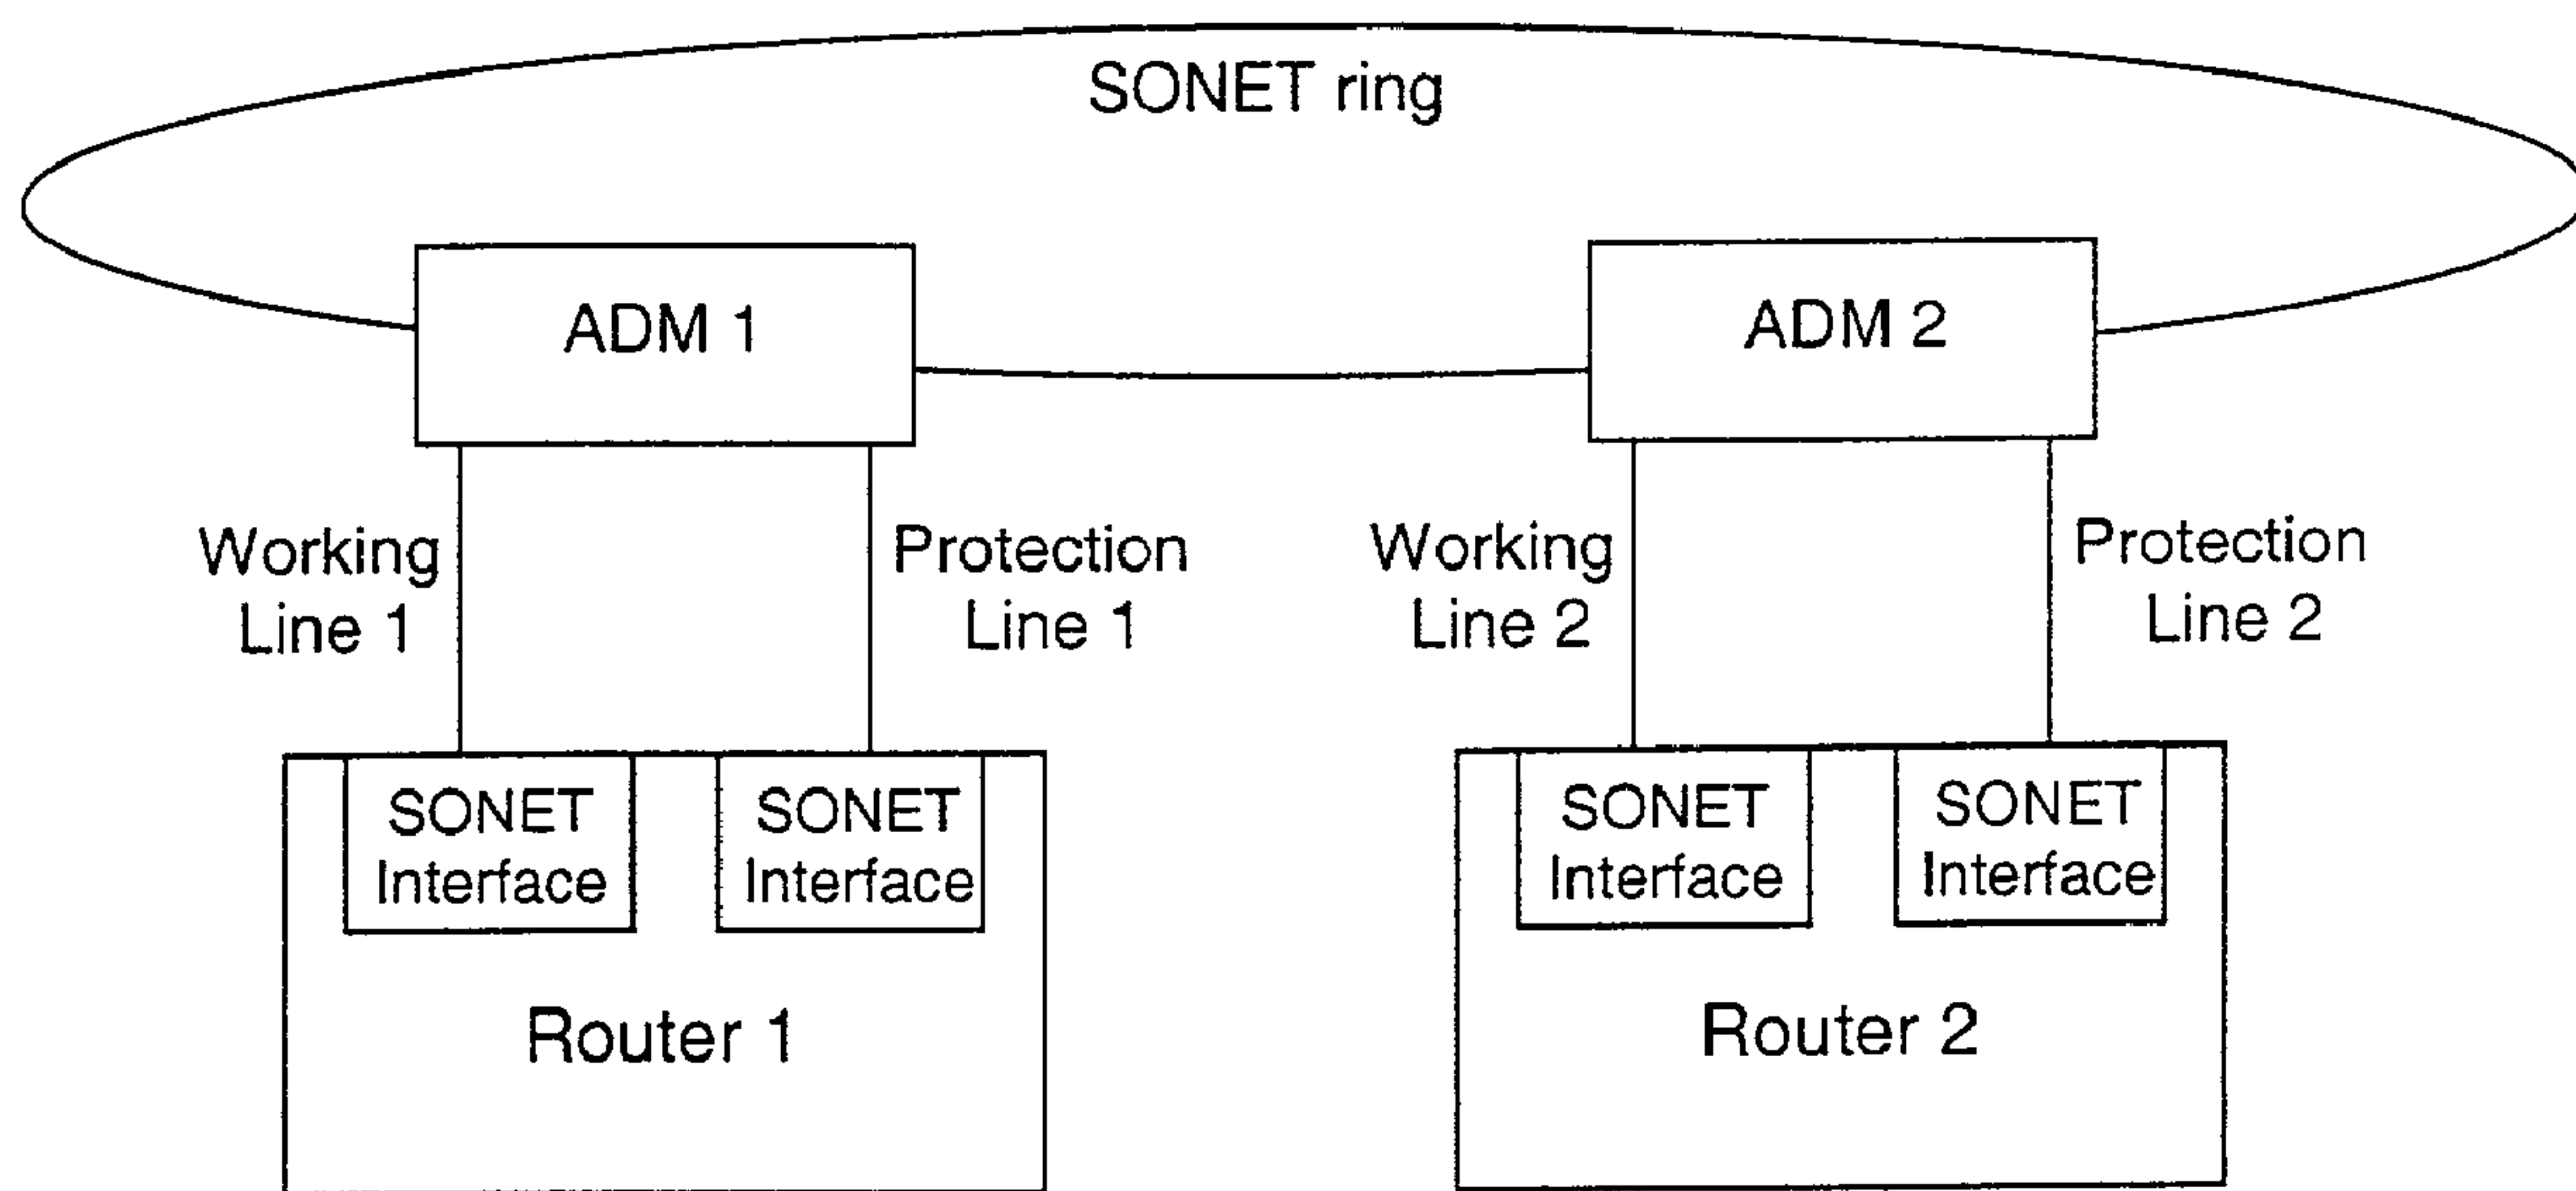 SONET ring
ADM 1
ADM 2
Working
Line 1
Protection
Line 1
Working
Line 2
Protection
Line 2
SONET
Interface
SONET
Interface
SONET
Interface
SONET
Interface
Router 1
Router 2